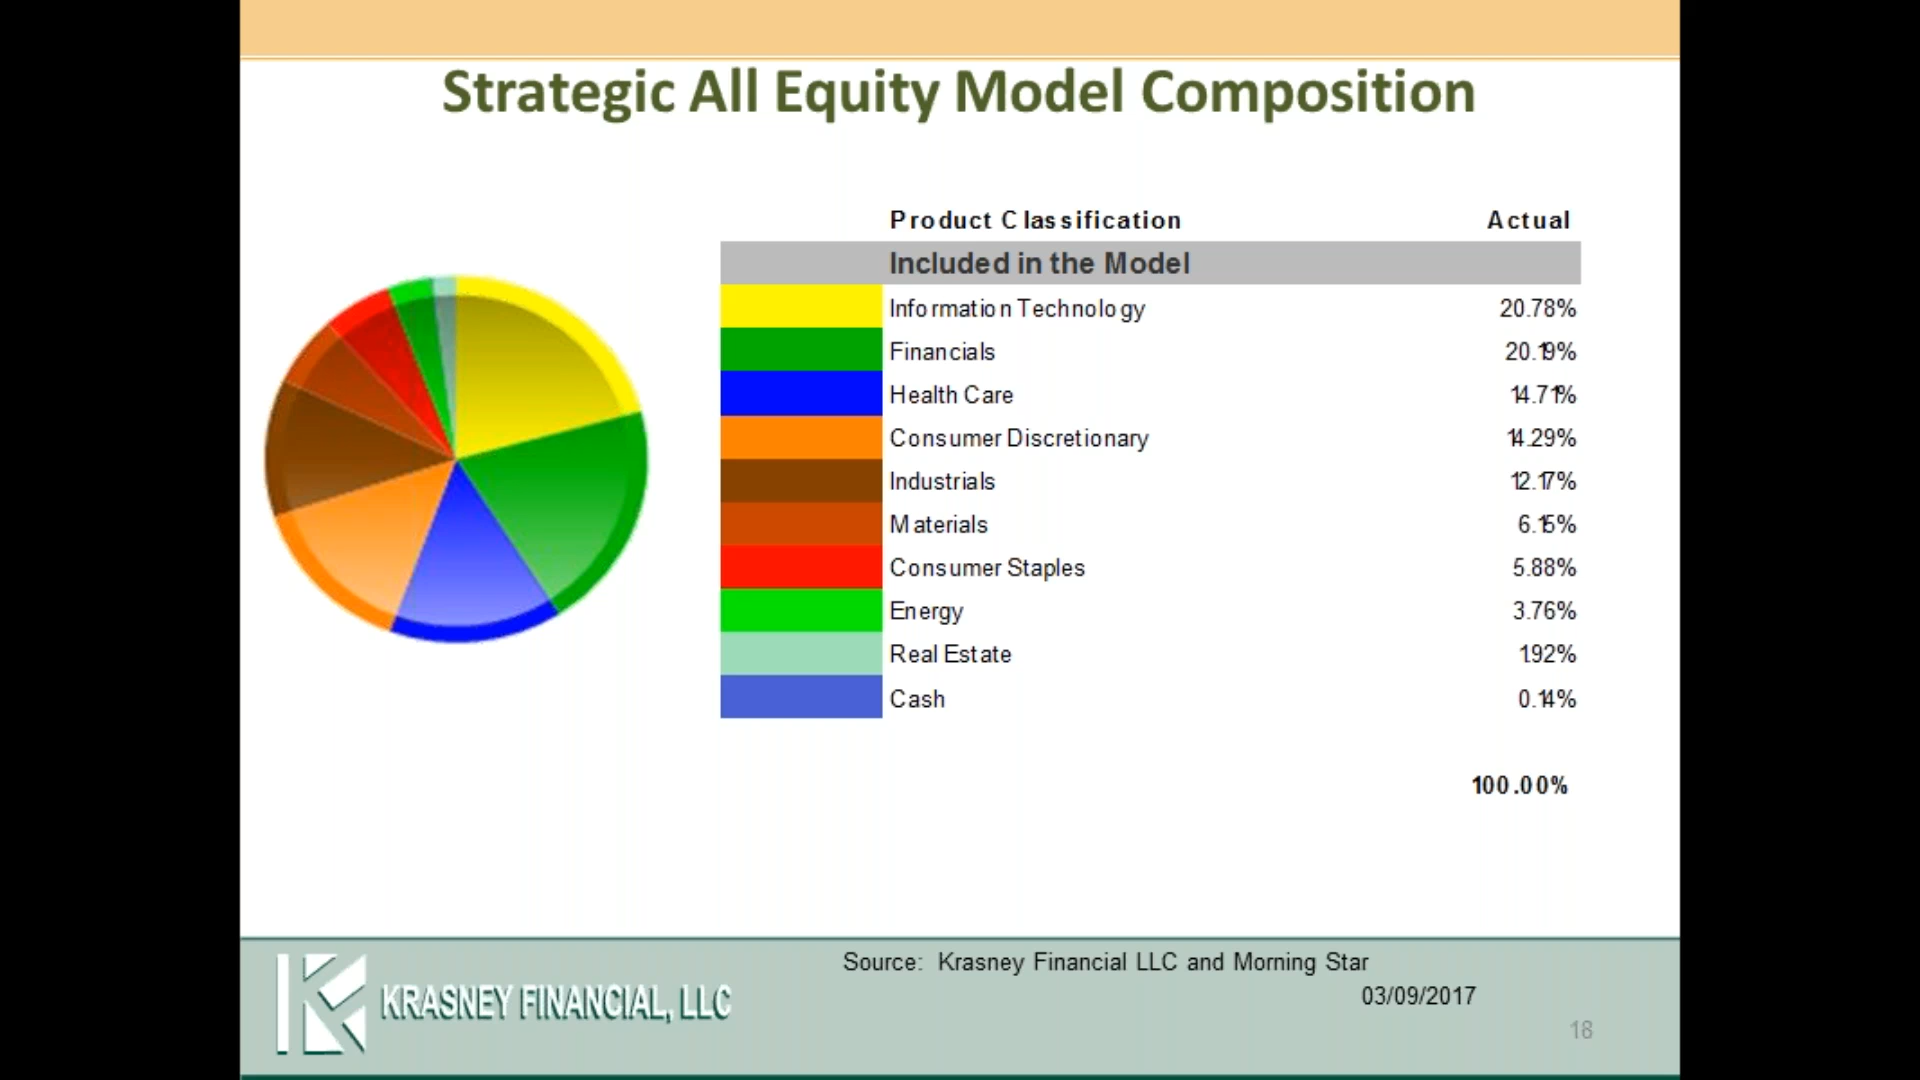 Strategic All Equity Model Composition
Product Classification Actual
Included in the Model
Information Technology 20.78%
Financials 20.19%
Health Care 14.71%
Consumer Discretionary 14.29%
Industrials 12.17%
Materials 6.15%
Consumer Staples 5.88%
Energy 3.76%
Real Estate 1.92%
Cash 0.14%
100.00%
Source: Krasney Financial LLC and Morning Star
03/09/2017
KRASNEY FINANCIAL, LLC
18